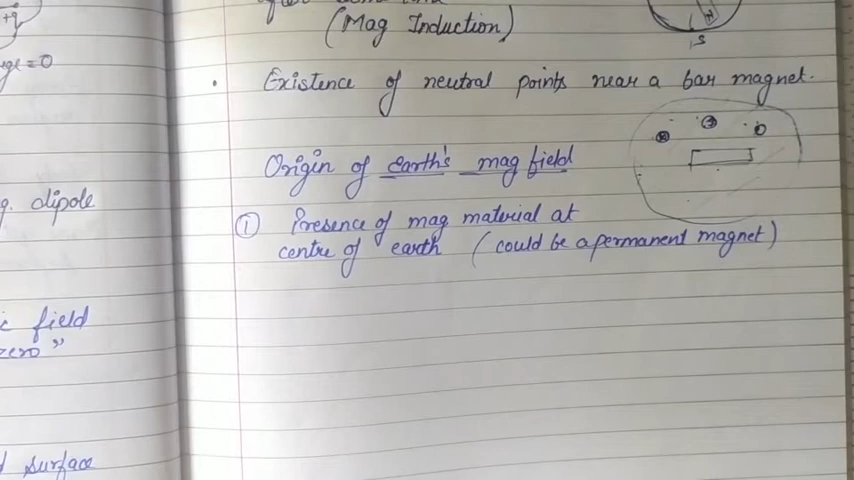 +q
=0
g. dipole
c field
zero"
surface
(Mag Induction)
• Existence of neutral points near a bar magnet.
S
Origin of earth's mag field
① Presence of mag material at
centre of earth (could be a permanent magnet)